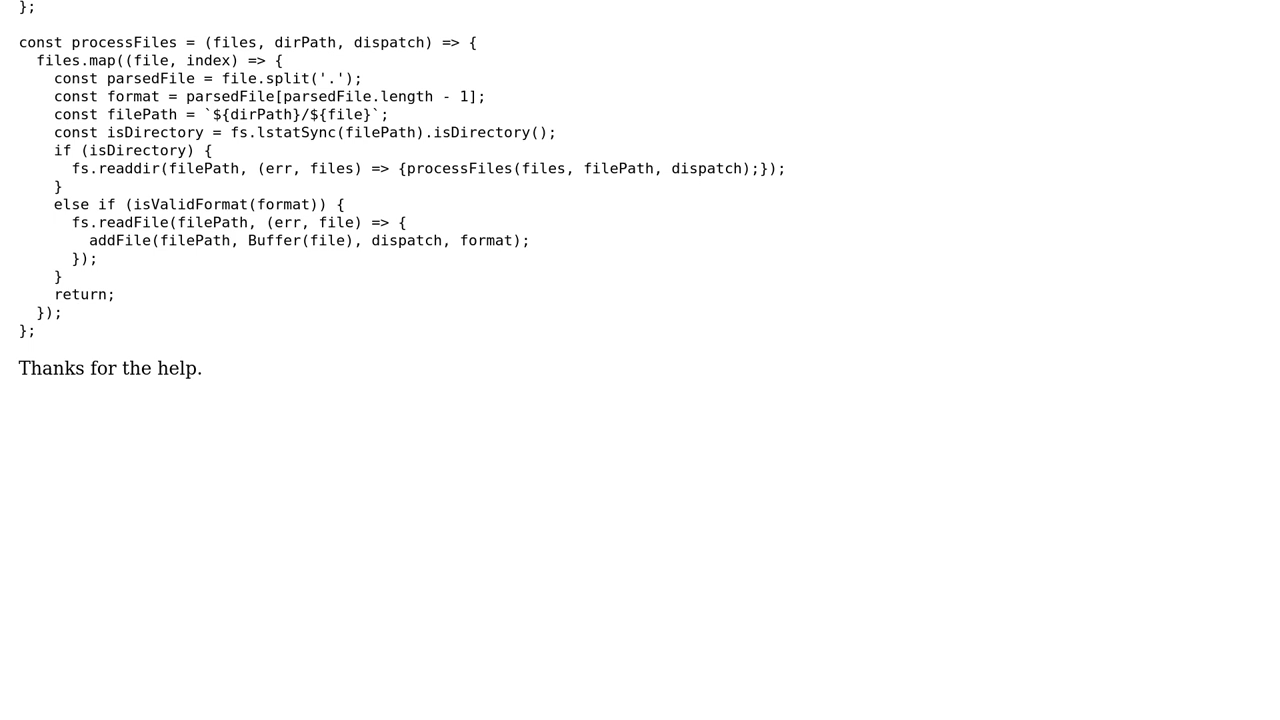 };

const processFiles = (files, dirPath, dispatch) => {
  files.map((file, index) => {
    const parsedFile = file.split('.');
    const format = parsedFile[parsedFile.length - 1];
    const filePath = `${dirPath}/${file}`;
    const isDirectory = fs.lstatSync(filePath).isDirectory();
    if (isDirectory) {
      fs.readdir(filePath, (err, files) => {processFiles(files, filePath, dispatch);});
    }
    else if (isValidFormat(format)) {
      fs.readFile(filePath, (err, file) => {
        addFile(filePath, Buffer(file), dispatch, format);
      });
    }
    return;
  });
};

Thanks for the help.